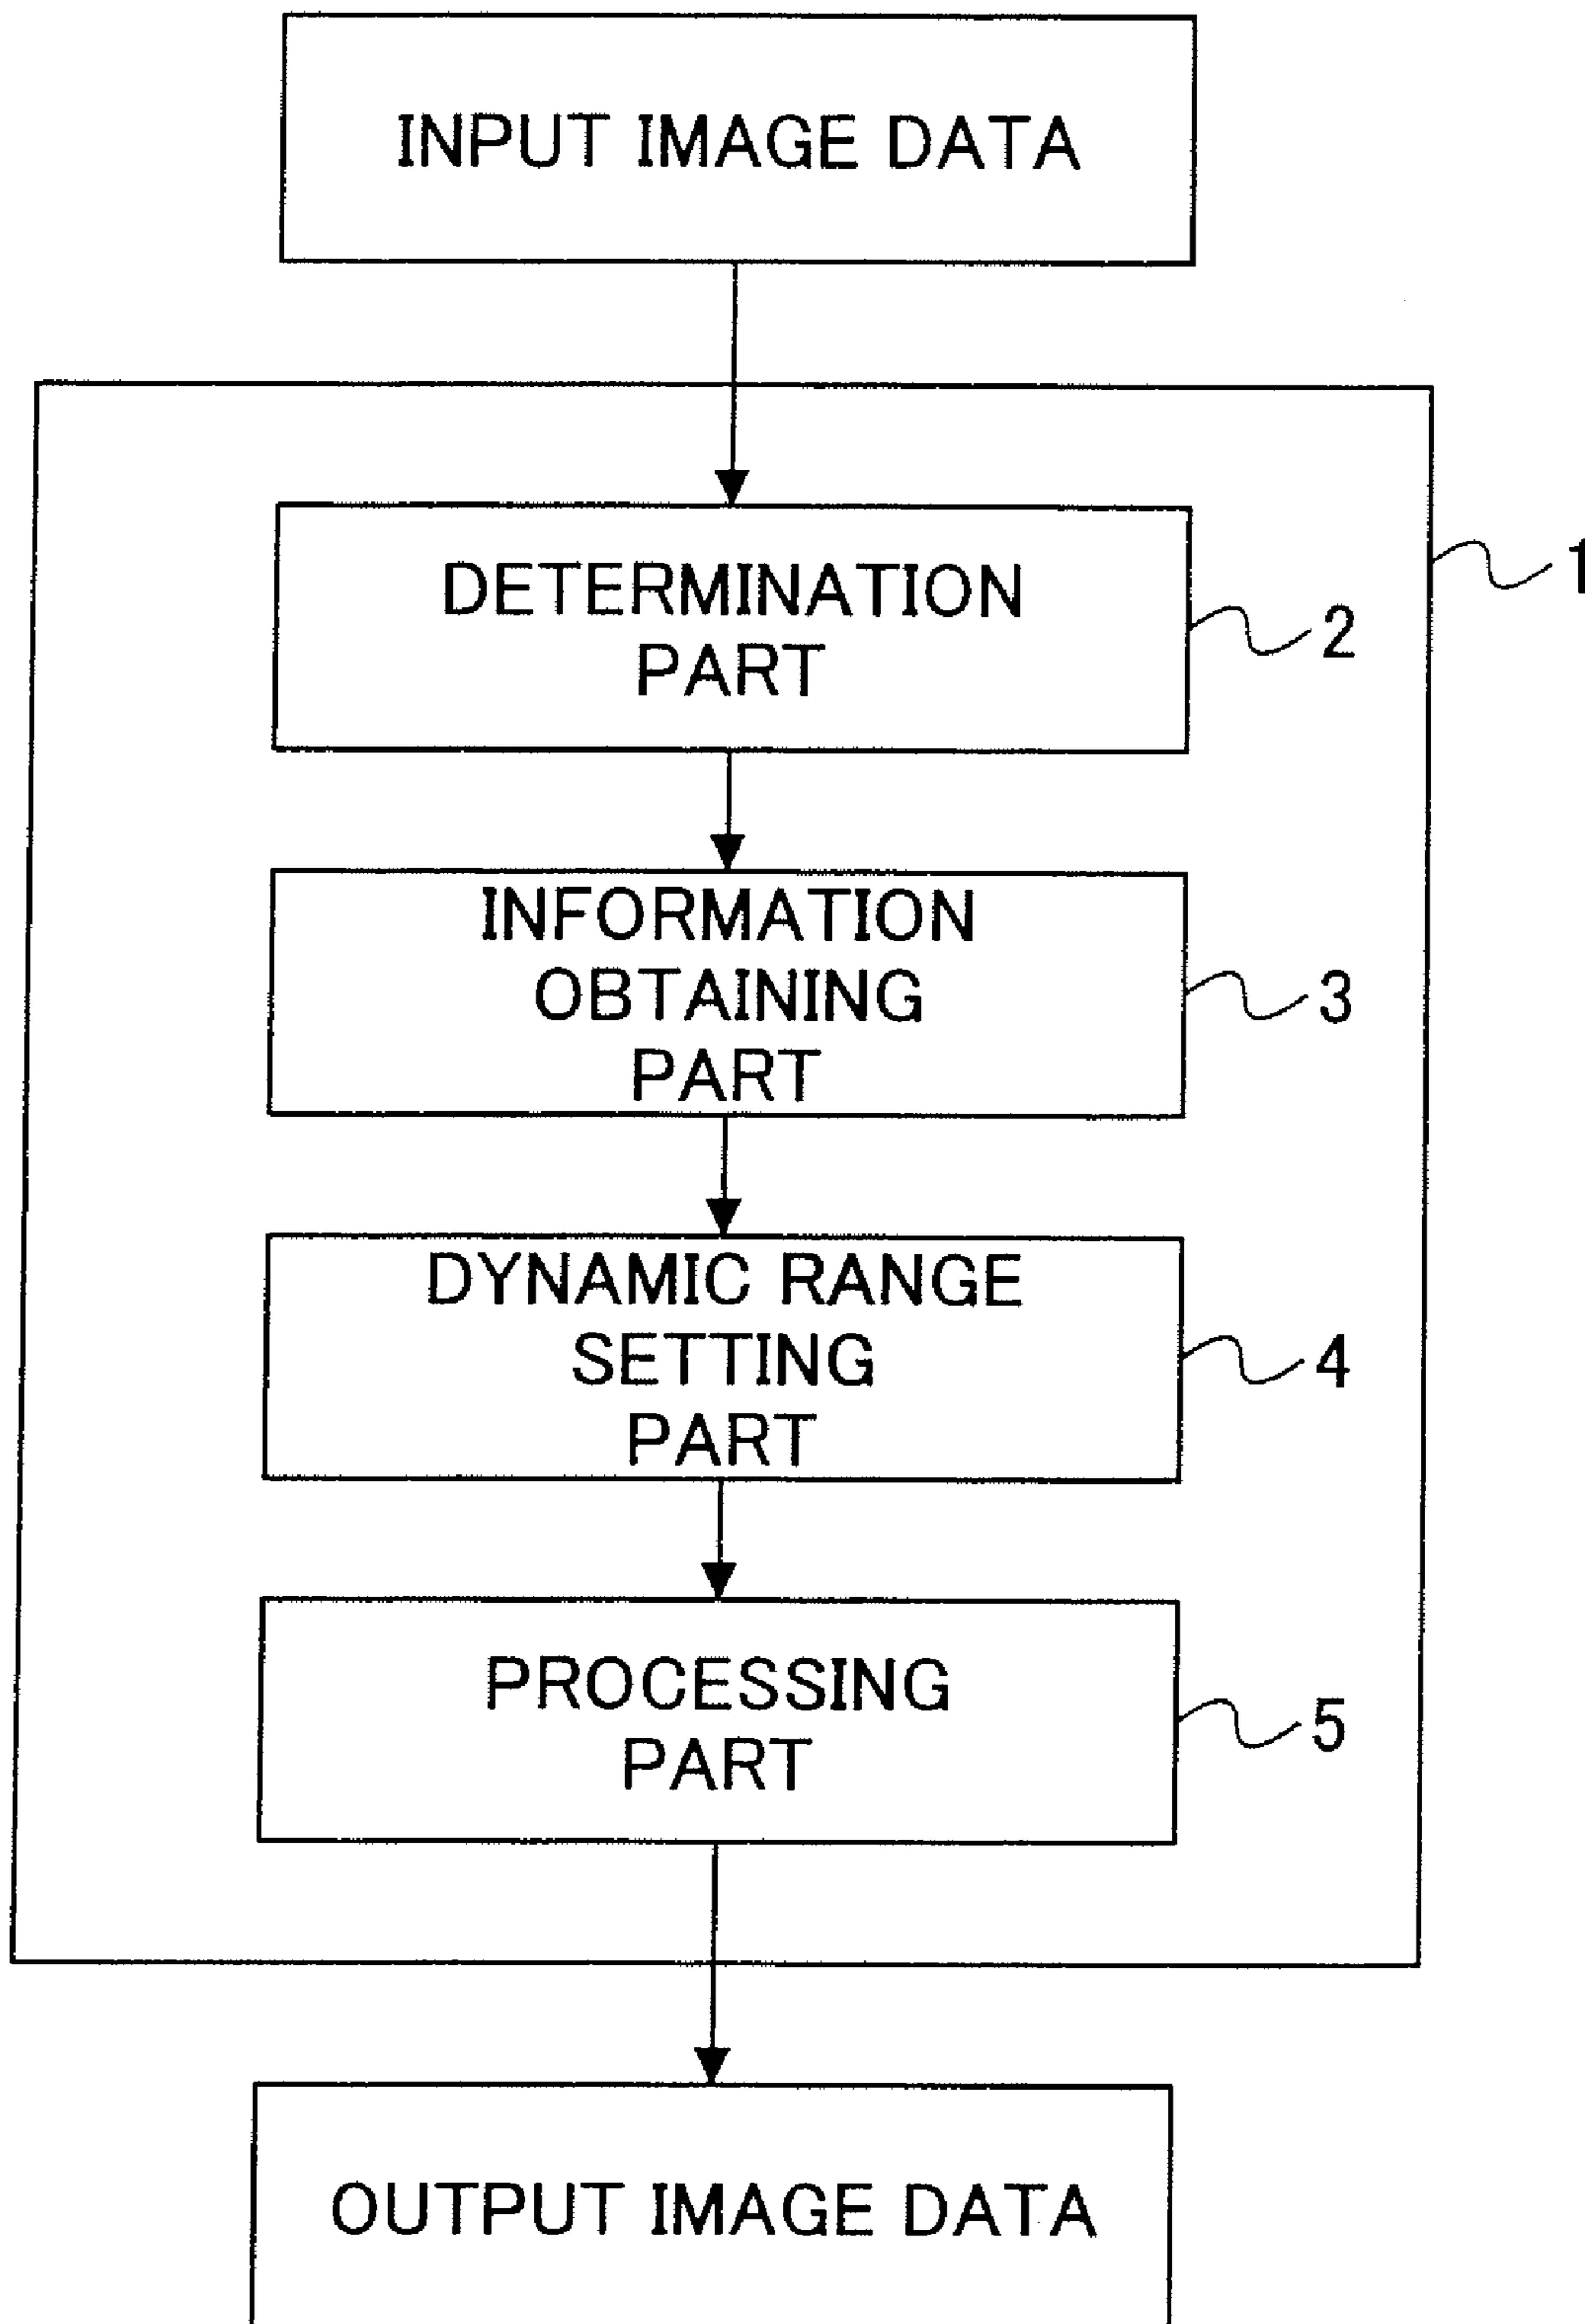 INPUT IMAGE DATA
1
DETERMINATION
PART
2
INFORMATION
OBTAINING
PART
3
DYNAMIC RANGE
SETTING
PART
4
PROCESSING
PART
5
OUTPUT IMAGE DATA